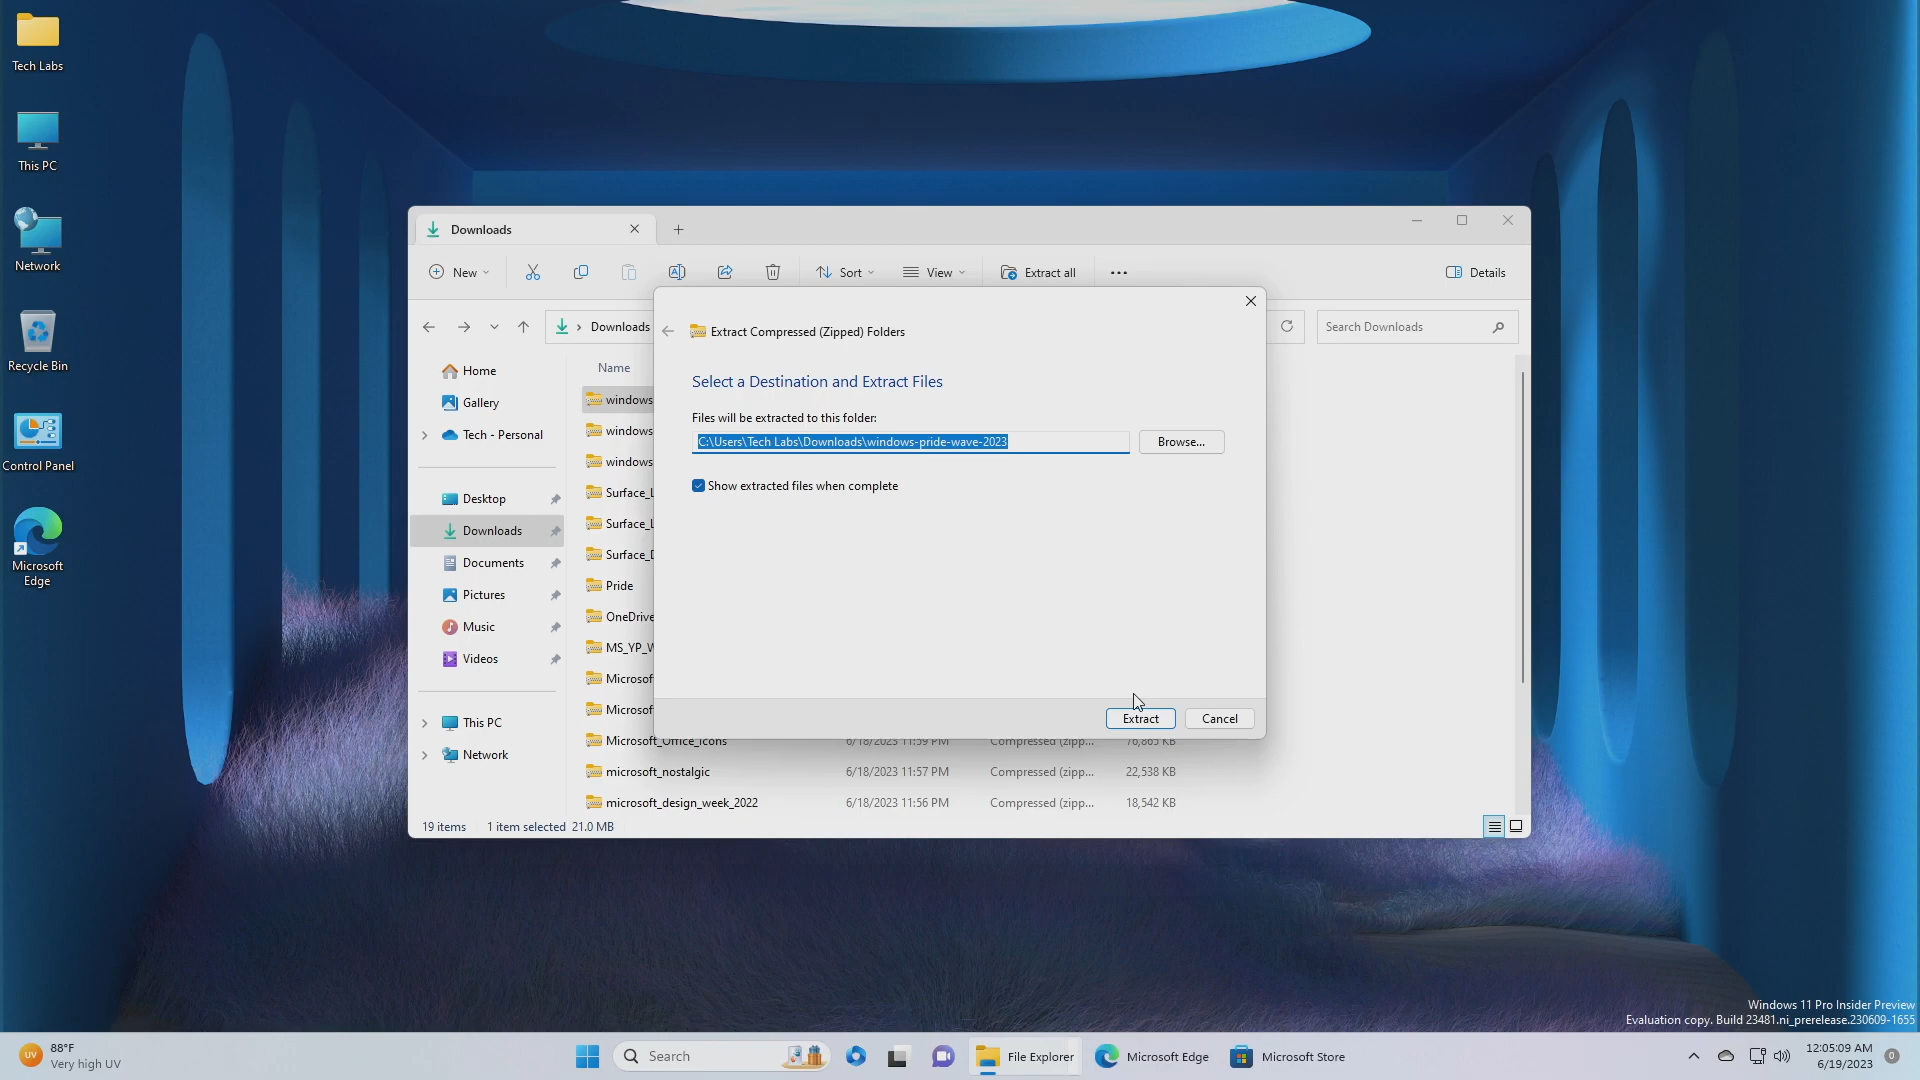 Tech Labs
This PC
Network
Recycle Bin
Control Panel
Microsoft
Edge
Downloads
New
Sort
View
Extract all
Details
Downloads
Search Downloads
Home
Gallery
Tech - Personal
Desktop
Downloads
Documents
Pictures
Music
Videos
This PC
Network
Name
windows
windows
windows
Surface_L
Surface_L
Surface_D
Pride
OneDrive
MS_YP_W
Microsof
Microsof
Microsoft_Office_Icons 6/18/2023 11:59 PM Compressed (zipp... 76,865 KB
microsoft_nostalgic 6/18/2023 11:57 PM Compressed (zipp... 22,538 KB
microsoft_design_week_2022 6/18/2023 11:56 PM Compressed (zipp... 18,542 KB
19 items 1 item selected 21.0 MB
Extract Compressed (Zipped) Folders
Select a Destination and Extract Files
Files will be extracted to this folder:
C:\Users\Tech Labs\Downloads\windows-pride-wave-2023
Browse...
Show extracted files when complete
Extract
Cancel
Windows 11 Pro Insider Preview
Evaluation copy. Build 23481.ni_prerelease.230609-1655
UV
88°F
Very high UV
Search
File Explorer
Microsoft Edge
Microsoft Store
12:05:09 AM
6/19/2023
0